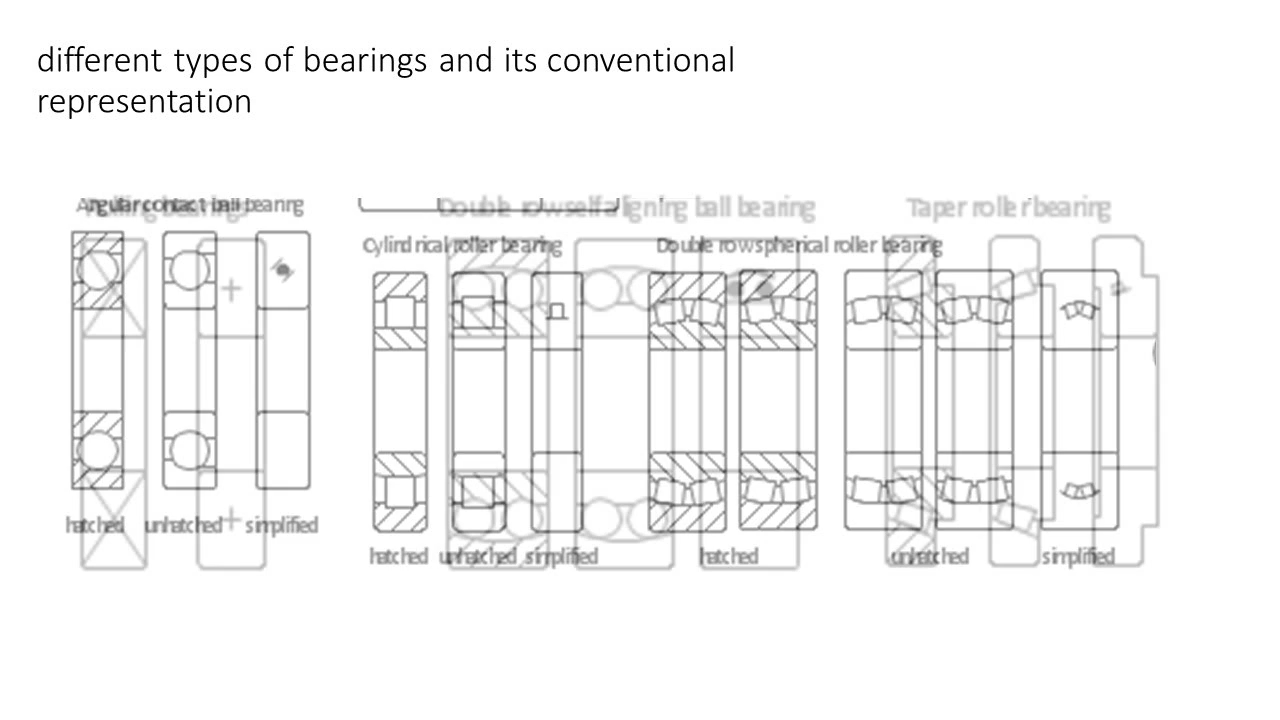 different types of bearings and its conventional
representation
Angular contact ball bearing
Double row self aligning ball bearing
Taper roller bearing
Cylindrical roller bearing
Double row spherical roller bearing
hatched unhatched simplified
hatched unhatched simplified
hatched
unhatched
simplified